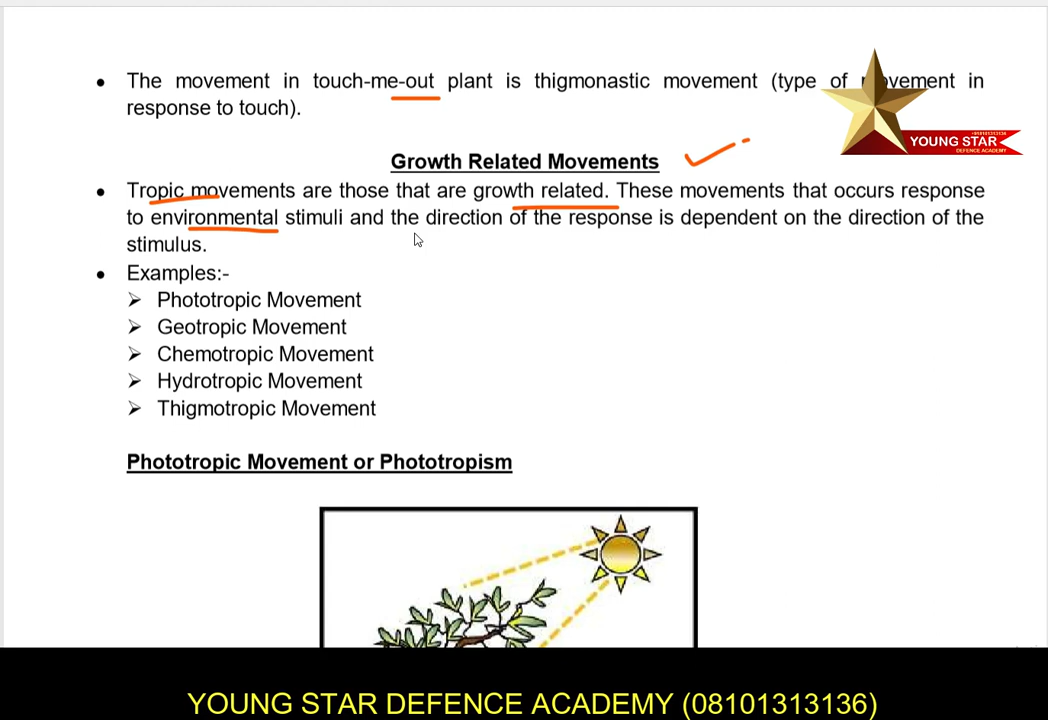 • The movement in touch-me-out plant is thigmonastic movement (type of movement in
response to touch).
YOUNG STAR
DEFENCE ACADEMY
Growth Related Movements
• Tropic movements are those that are growth related. These movements that occurs response
to environmental stimuli and the direction of the response is dependent on the direction of the
stimulus.
• Examples:-
➢ Phototropic Movement
➢ Geotropic Movement
➢ Chemotropic Movement
➢ Hydrotropic Movement
➢ Thigmotropic Movement
Phototropic Movement or Phototropism
YOUNG STAR DEFENCE ACADEMY (08101313136)